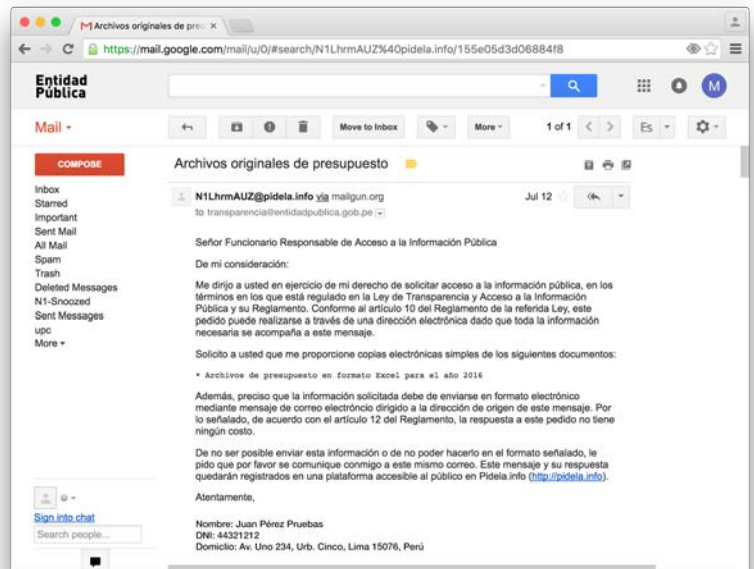 Archivos originales de pres
https://mail.google.com/mail/u/0/#search/N1LhrmAUZ%40pidela.info/155e05d3d06884f8
Entidad
Pública
M
Mail
Move to Inbox
More
1 of 1
Es
COMPOSE
Archivos originales de presupuesto
Inbox
Starred
Important
Sent Mail
All Mail
Spam
Trash
Deleted Messages
N1-Snoozed
Sent Messages
upc
More
N1LhrmAUZ@pidela.info via mailgun.org
Jul 12
to transparencia@entidadpublica.gob.pe
Señor Funcionario Responsable de Acceso a la Información Pública
De mi consideración:
Me dirijo a usted en ejercicio de mi derecho de solicitar acceso a la información pública, en los
términos en los que está regulado en la Ley de Transparencia y Acceso a la Información
Pública y su Reglamento. Conforme al artículo 10 del Reglamento de la referida Ley, este
pedido puede realizarse a través de una dirección electrónica dado que toda la información
necesaria se acompaña a este mensaje.
Solicito a usted que me proporcione copias electrónicas simples de los siguientes documentos:
* Archivos de presupuesto en formato Excel para el año 2016
Además, preciso que la información solicitada debe de enviarse en formato electrónico
mediante mensaje de correo electróncio dirigido a la dirección de origen de este mensaje. Por
lo señalado, de acuerdo con el artículo 12 del Reglamento, la respuesta a este pedido no tiene
ningún costo.
De no ser posible enviar esta información o de no poder hacerlo en el formato señalado, le
pido que por favor se comunique conmigo a este mismo correo. Este mensaje y su respuesta
quedarán registrados en una plataforma accesible al público en Pidela.info (http://pidela.info).
Atentamente,
Nombre: Juan Pérez Pruebas
DNI: 44321212
Domicilio: Av. Uno 234, Urb. Cinco, Lima 15076, Perú
Sign into chat
Search people...